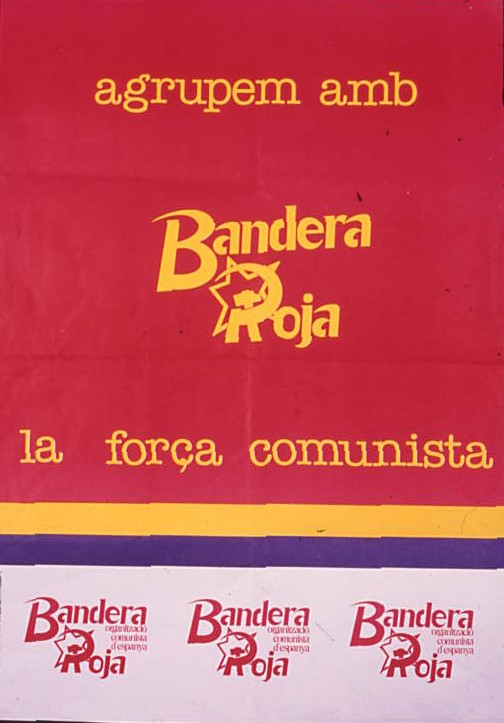 agrupem amb
Bandera
Roja
la força comunista
Bandera
organització
comunista
d'espanya
Roja
Bandera
organització
comunista
d'espanya
Roja
Bandera
organització
comunista
d'espanya
Roja